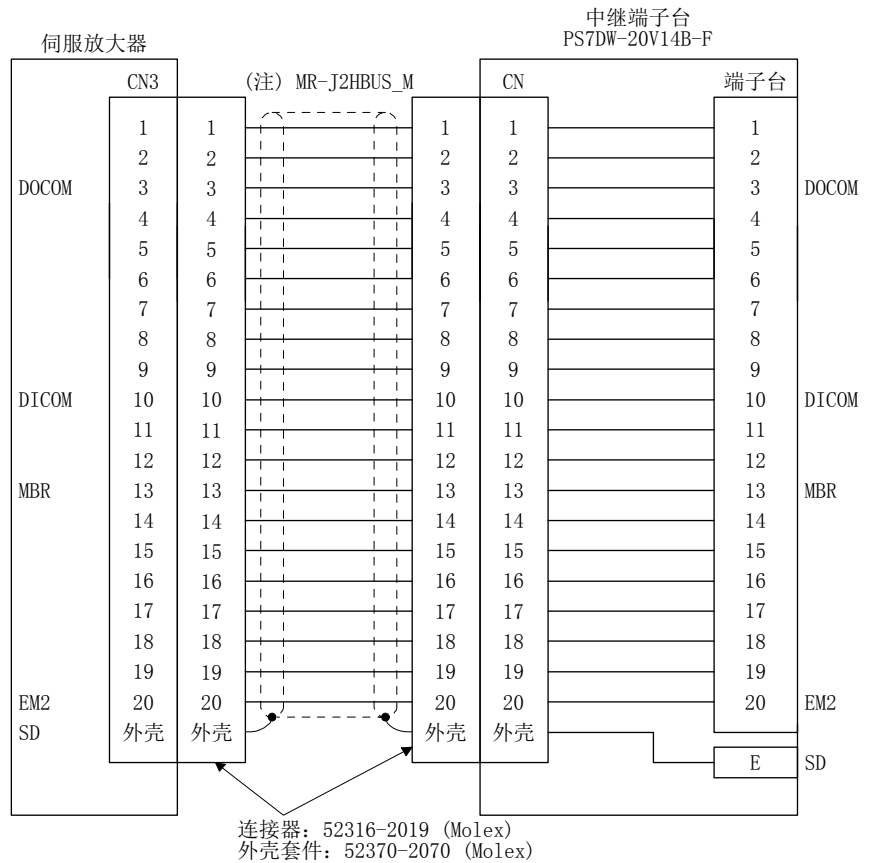 中继端子台
PS7DW-20V14B-F
伺服放大器
CN3 (注) MR-J2HBUS_M CN 端子台
1 1 1 1 1
2 2 2 2 2
DOCOM 3 3 3 3 3 DOCOM
4 4 4 4 4
5 5 5 5 5
6 6 6 6 6
7 7 7 7 7
8 8 8 8 8
9 9 9 9 9
DICOM 10 10 10 10 10 DICOM
11 11 11 11 11
12 12 12 12 12
MBR 13 13 13 13 13 MBR
14 14 14 14 14
15 15 15 15 15
16 16 16 16 16
17 17 17 17 17
18 18 18 18 18
19 19 19 19 19
EM2 20 20 20 20 20 EM2
SD 外壳 外壳 外壳 外壳
E SD
连接器: 52316-2019 (Molex)
外壳套件: 52370-2070 (Molex)